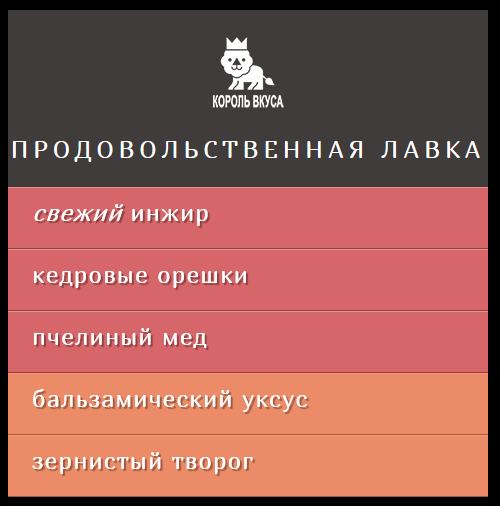 КОРОЛЬ ВКУСА
ПРОДОВОЛЬСТВЕННАЯ ЛАВКА
свежий инжир
кедровые орешки
пчелиный мед
бальзамический уксус
зернистый творог